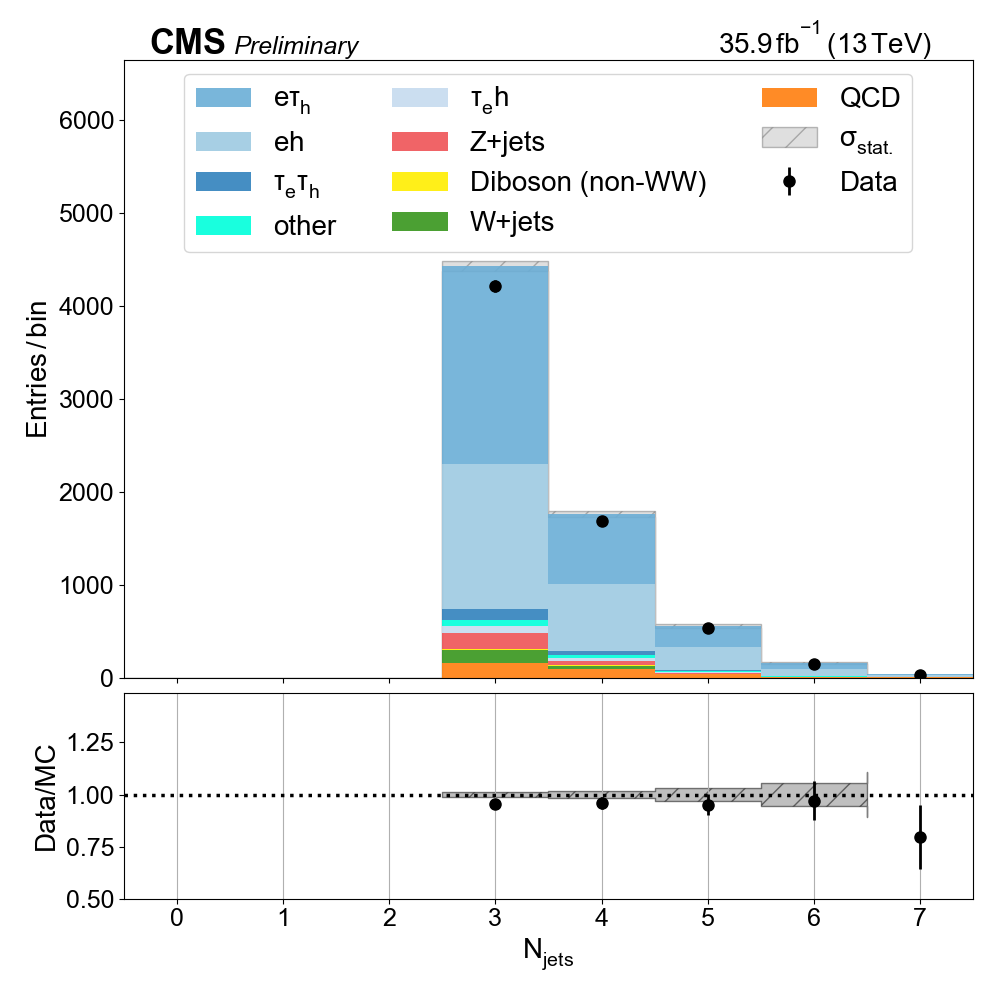 CMS Preliminary 35.9 fb⁻¹ (13 TeV)
eτh τeh QCD
eh Z+jets σstat.
τeτh Diboson (non-WW) Data
other W+jets
6000
5000
4000
3000
2000
1000
0
Entries / bin
1.25
1.00
0.75
0.50
Data/MC
0 1 2 3 4 5 6 7
Njets